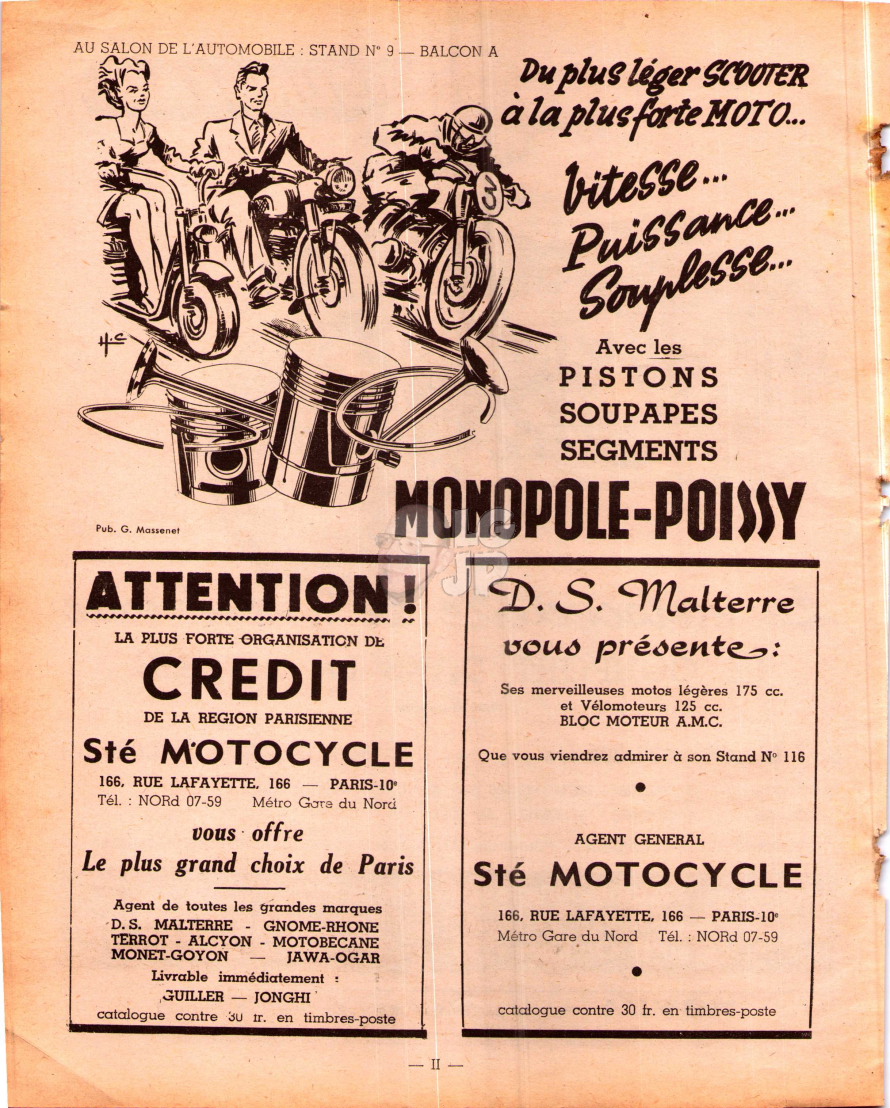 AU SALON DE L'AUTOMOBILE : STAND N° 9 — BALCON A
Du plus léger SCOOTER
à la plus forte MOTO...
Vitesse...
Puissance...
Souplesse...
3
H.C
Avec les
PISTONS
SOUPAPES
SEGMENTS
MONOPOLE-POISSY
Pub. G. Massenet
JP
ATTENTION !
LA PLUS FORTE ORGANISATION DE
CREDIT
DE LA REGION PARISIENNE
Sté MOTOCYCLE
166, RUE LAFAYETTE, 166 — PARIS-10e
Tél. : NORd 07-59 Métro Gare du Nord
vous offre
Le plus grand choix de Paris
Agent de toutes les grandes marques
D.S. MALTERRE - GNOME-RHONE
TERROT - ALCYON - MOTOBECANE
MONET-GOYON — JAWA-OGAR
Livrable immédiatement :
GUILLER — JONGHI
catalogue contre 30 fr. en timbres-poste
D. S. Malterre
vous présente :
Ses merveilleuses motos légères 175 cc.
et Vélomoteurs 125 cc.
BLOC MOTEUR A.M.C.
Que vous viendrez admirer à son Stand N° 116
AGENT GENERAL
Sté MOTOCYCLE
166, RUE LAFAYETTE, 166 — PARIS-10e
Métro Gare du Nord Tél. : NORd 07-59
catalogue contre 30 fr. en timbres-poste
— II —